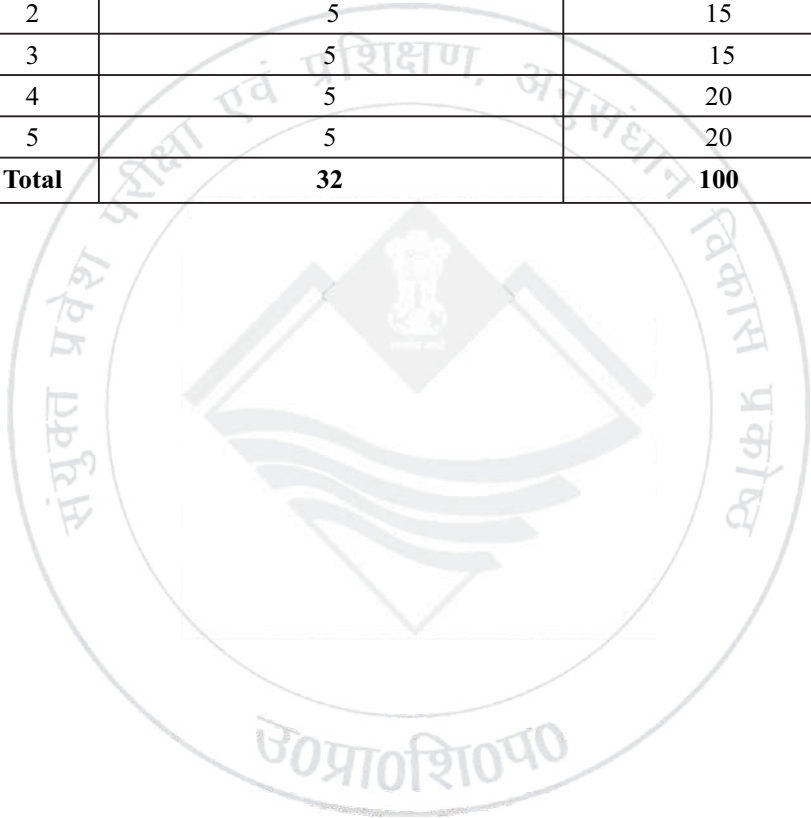 2 5 15
3 5 15
4 5 20
5 5 20
Total 32 100
संयुक्त प्रवेश परीक्षा एवं प्रशिक्षण, अनुसंधान विकास प्रकोष्ठ
उ०प्रा०शि०प०